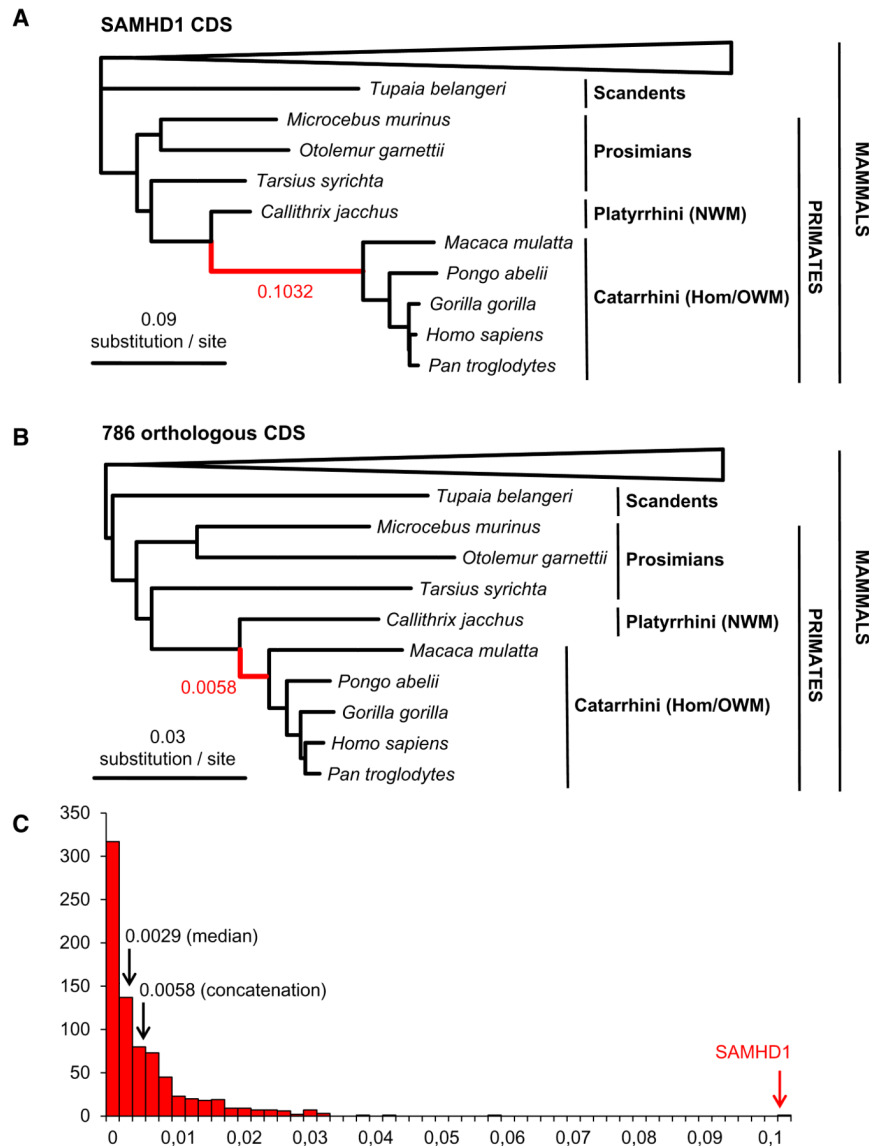 A
SAMHD1 CDS
Tupaia belangeri
Scandents
Microcebus murinus
Otolemur garnettii
Prosimians
Tarsius syrichta
Callithrix jacchus
Platyrrhini (NWM)
Macaca mulatta
0.1032
Pongo abelii
Gorilla gorilla
Catarrhini (Hom/OWM)
Homo sapiens
Pan troglodytes
0.09
substitution / site
PRIMATES
MAMMALS
B
786 orthologous CDS
Tupaia belangeri
Scandents
Microcebus murinus
Otolemur garnettii
Prosimians
Tarsius syrichta
Callithrix jacchus
Platyrrhini (NWM)
Macaca mulatta
0.0058
Pongo abelii
Gorilla gorilla
Catarrhini (Hom/OWM)
Homo sapiens
Pan troglodytes
0.03
substitution / site
PRIMATES
MAMMALS
C
350
300
250
200
150
100
50
0
0.0029 (median)
0.0058 (concatenation)
SAMHD1
0 0,01 0,02 0,03 0,04 0,05 0,06 0,07 0,08 0,09 0,1